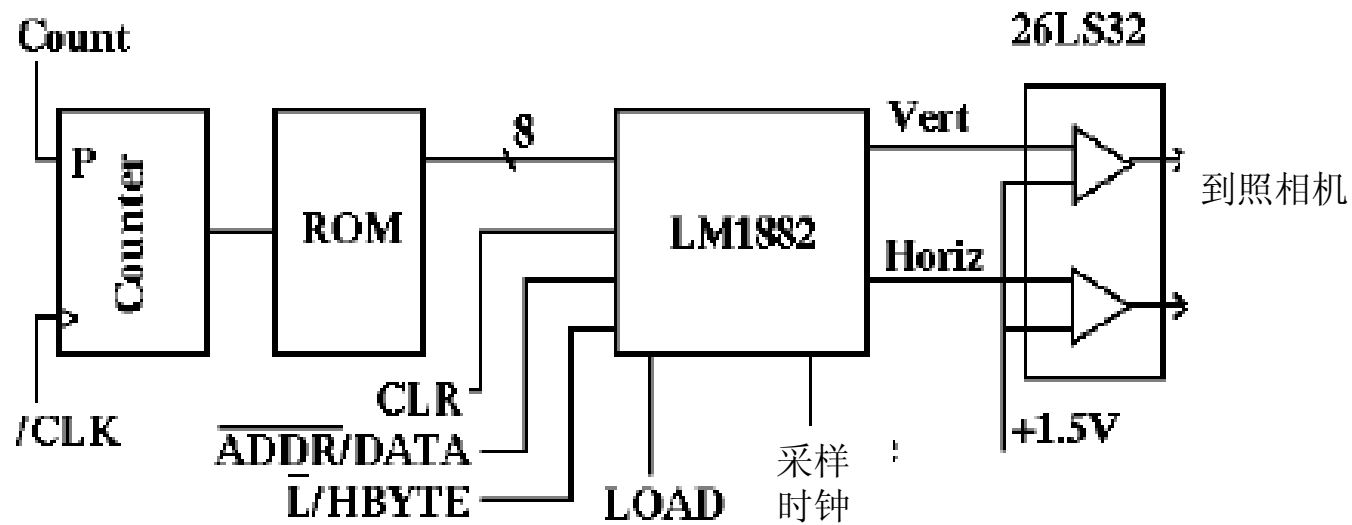 Count
26LS32
P
Counter
ROM
8
LM1882
Vert
Horiz
到照相机
/CLK
CLR
ADDR/DATA
L/HBYTE
LOAD
采样
时钟
+1.5V